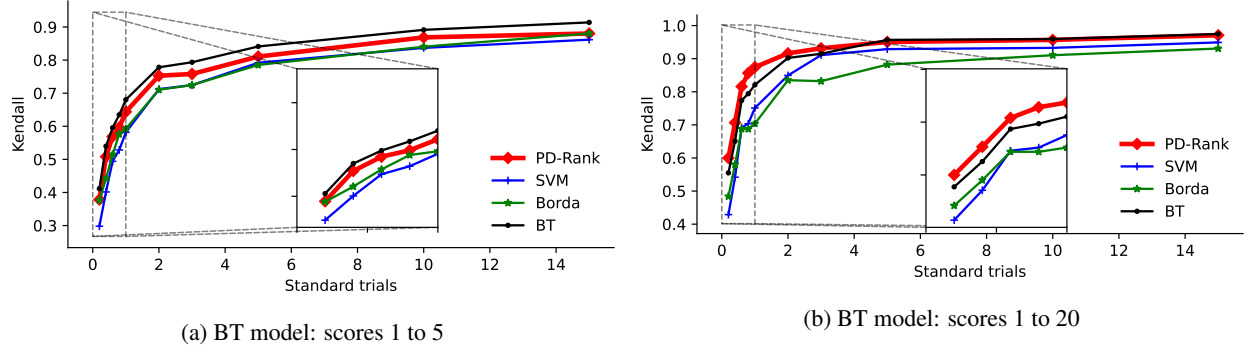 Kendall
0.9
0.8
0.7
0.6
0.5
0.4
0.3
PD-Rank
SVM
Borda
BT
0 2 4 6 8 10 12 14
Standard trials
(a) BT model: scores 1 to 5
Kendall
1.0
0.9
0.8
0.7
0.6
0.5
0.4
PD-Rank
SVM
Borda
BT
0 2 4 6 8 10 12 14
Standard trials
(b) BT model: scores 1 to 20